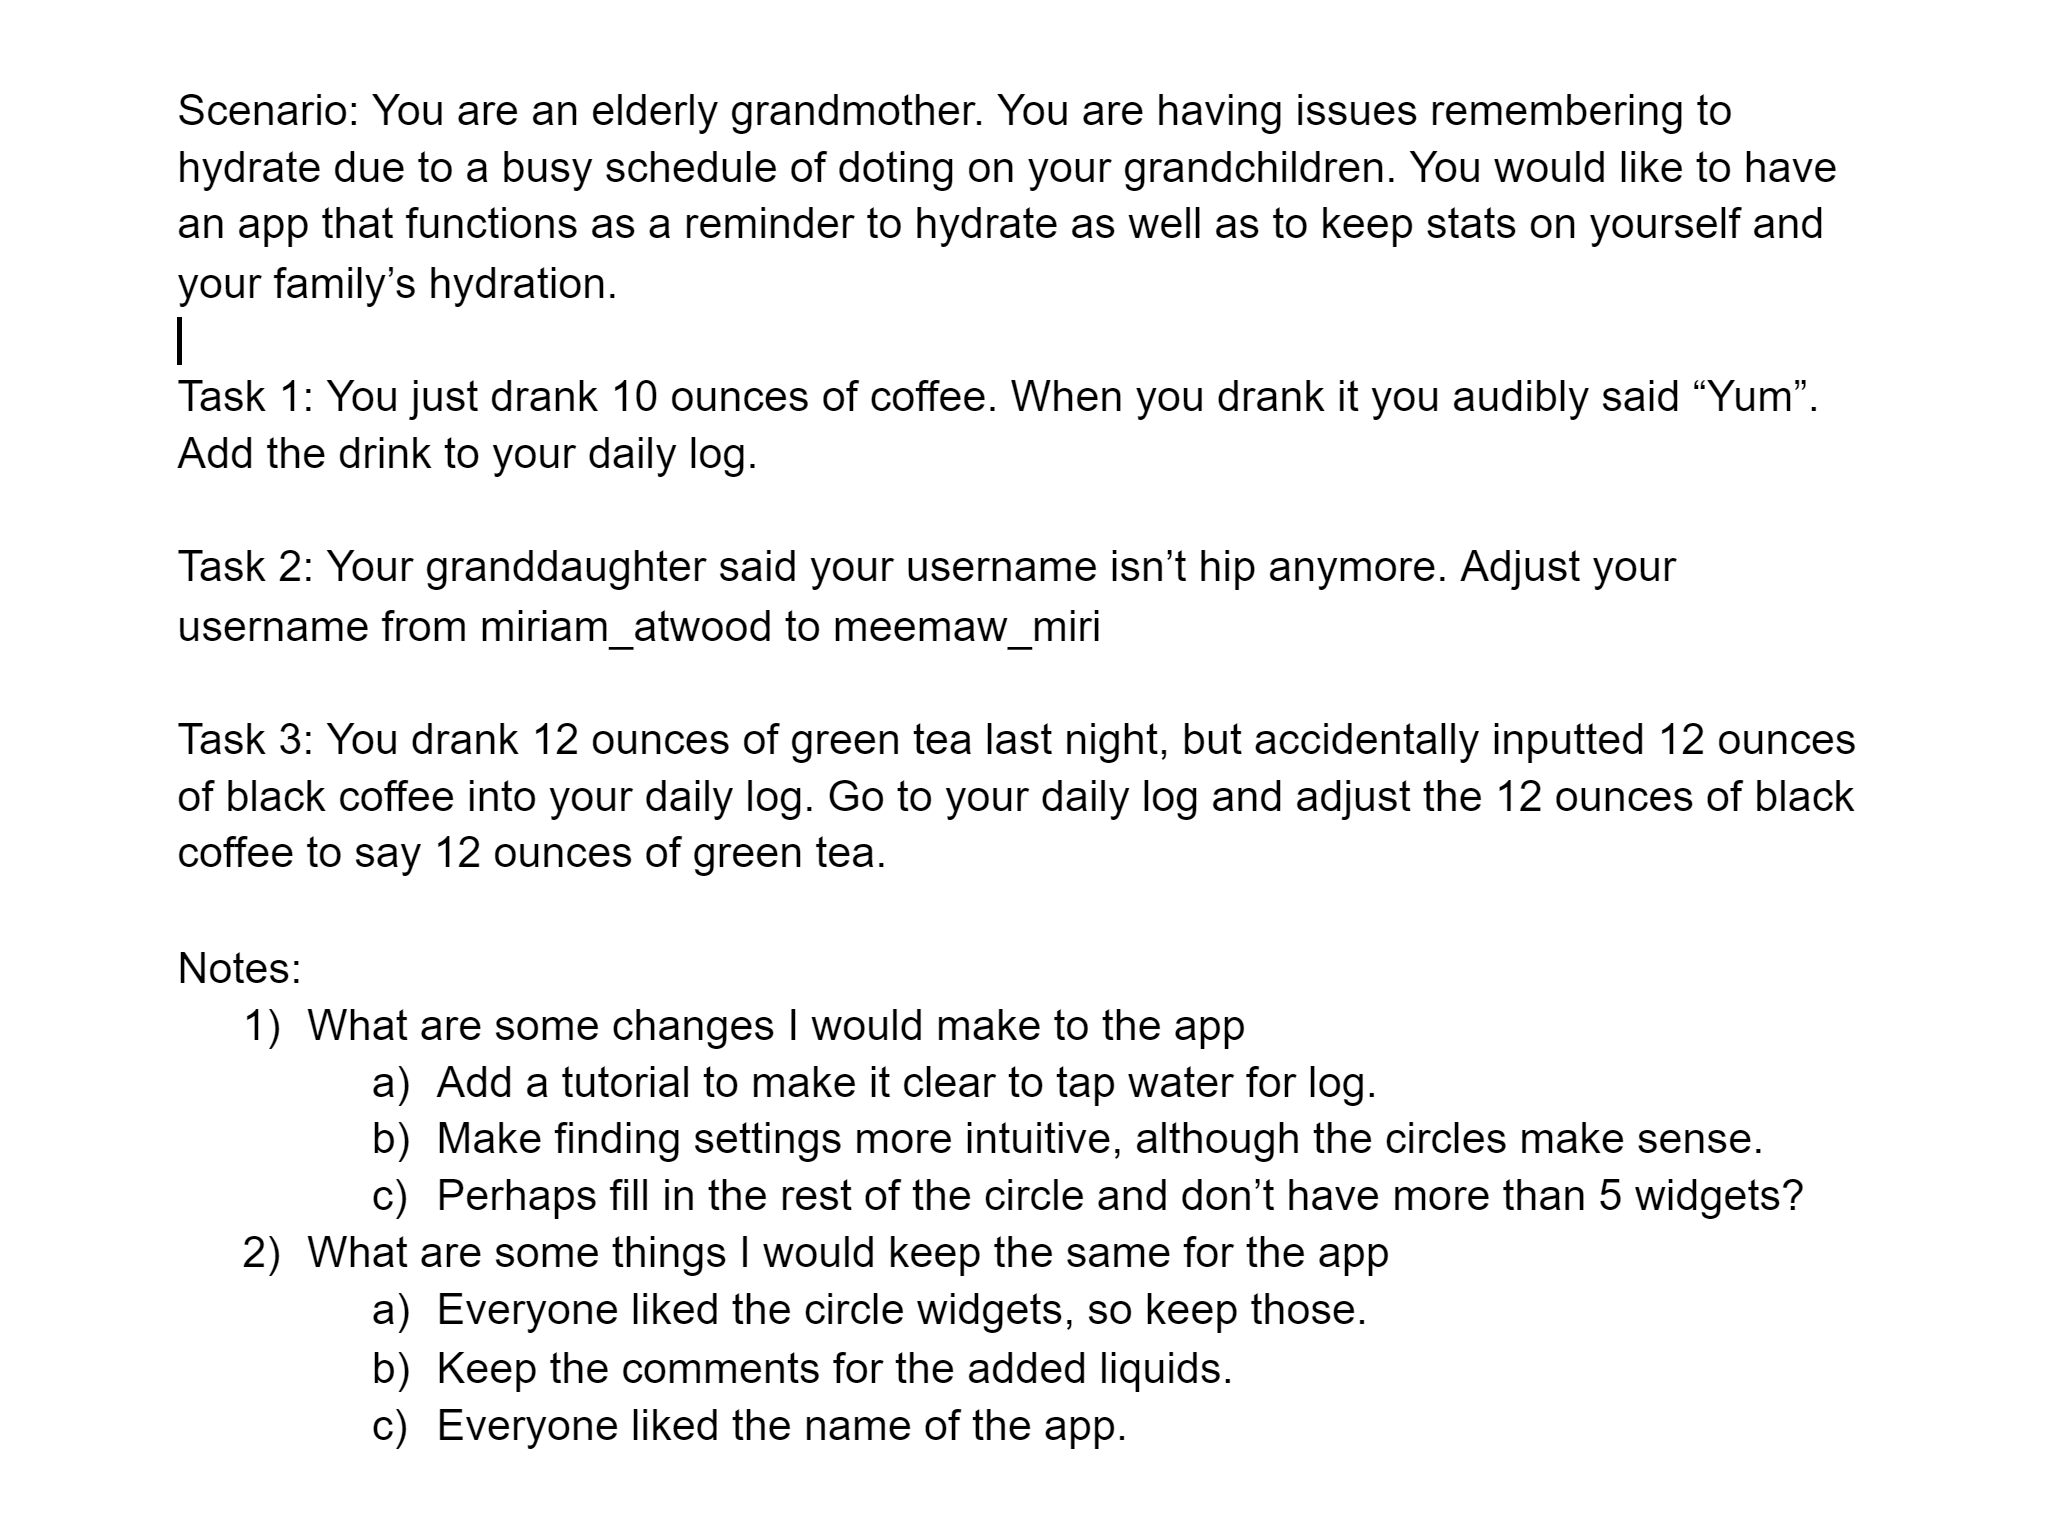 Scenario: You are an elderly grandmother. You are having issues remembering to
hydrate due to a busy schedule of doting on your grandchildren. You would like to have
an app that functions as a reminder to hydrate as well as to keep stats on yourself and
your family’s hydration.
Task 1: You just drank 10 ounces of coffee. When you drank it you audibly said “Yum”.
Add the drink to your daily log.
Task 2: Your granddaughter said your username isn’t hip anymore. Adjust your
username from miriam_atwood to meemaw_miri
Task 3: You drank 12 ounces of green tea last night, but accidentally inputted 12 ounces
of black coffee into your daily log. Go to your daily log and adjust the 12 ounces of black
coffee to say 12 ounces of green tea.
Notes:
1) What are some changes I would make to the app
a) Add a tutorial to make it clear to tap water for log.
b) Make finding settings more intuitive, although the circles make sense.
c) Perhaps fill in the rest of the circle and don’t have more than 5 widgets?
2) What are some things I would keep the same for the app
a) Everyone liked the circle widgets, so keep those.
b) Keep the comments for the added liquids.
c) Everyone liked the name of the app.